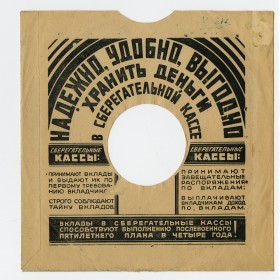 НАДЕЖНО, УДОБНО, ВЫГОДНО
ХРАНИТЬ ДЕНЬГИ
В СБЕРЕГАТЕЛЬНОЙ КАССЕ
СБЕРЕГАТЕЛЬНЫЕ
КАССЫ:
ПРИНИМАЮТ ВКЛАДЫ
И ВЫДАЮТ ИХ ПО
ПЕРВОМУ ТРЕБОВА-
НИЮ ВКЛАДЧИКА;
СТРОГО СОБЛЮДАЮТ
ТАЙНУ ВКЛАДОВ.
СБЕРЕГАТЕЛЬНЫЕ
КАССЫ:
ПРИНИМАЮТ
ЗАВЕЩАТЕЛЬНЫЕ
РАСПОРЯЖЕНИЯ
ПО ВКЛАДАМ;
ВЫПЛАЧИВАЮТ
ВКЛАДЧИКАМ ДОХОД
ПО ВКЛАДАМ.
ВКЛАДЫ В СБЕРЕГАТЕЛЬНЫЕ КАССЫ
СПОСОБСТВУЮТ ВЫПОЛНЕНИЮ ПОСЛЕВОЕННОГО
ПЯТИЛЕТНЕГО ПЛАНА В ЧЕТЫРЕ ГОДА.